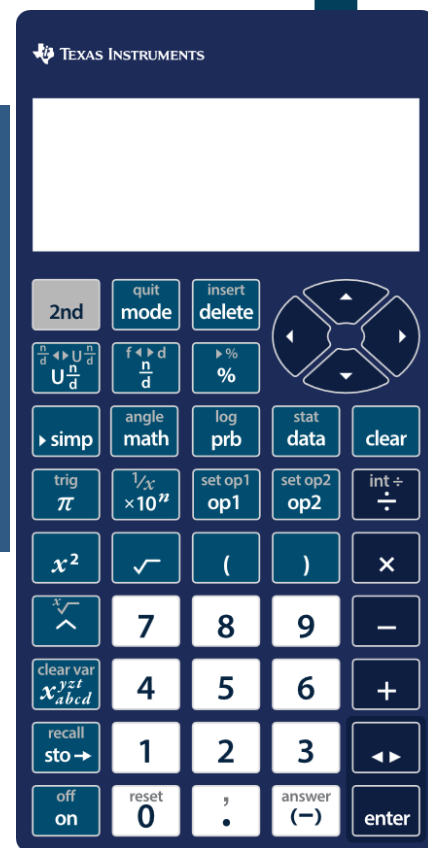 TEXAS INSTRUMENTS
quit insert
2nd mode delete
n/d ◂▸ U n/d f ◂▸ d ▸%
U n/d n/d %
angle log stat
▸ simp math prb data clear
trig 1/x set op1 set op2 int ÷
π ×10ⁿ op1 op2 ÷
x² √ ( ) ×
ˣ√
^ 7 8 9 −
clear var
x yzt abcd 4 5 6 +
recall
sto → 1 2 3 ◂▸
off reset , answer
on 0 . (−) enter